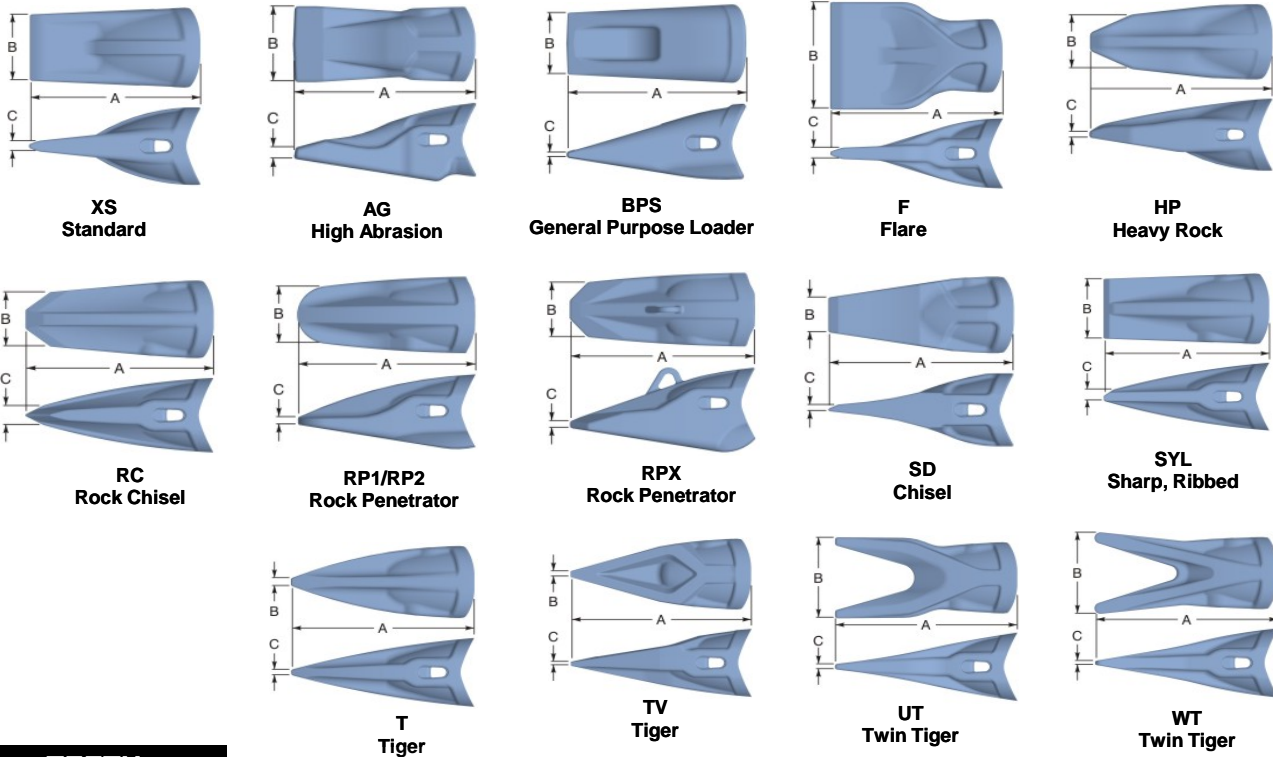 B
A
C
XS
Standard
B
A
C
AG
High Abrasion
B
A
C
BPS
General Purpose Loader
B
A
C
F
Flare
B
A
C
HP
Heavy Rock
B
A
C
RC
Rock Chisel
B
A
C
RP1/RP2
Rock Penetrator
B
A
C
RPX
Rock Penetrator
B
A
C
SD
Chisel
B
A
C
SYL
Sharp, Ribbed
B
A
C
T
Tiger
B
A
C
TV
Tiger
B
A
C
UT
Twin Tiger
B
A
C
WT
Twin Tiger